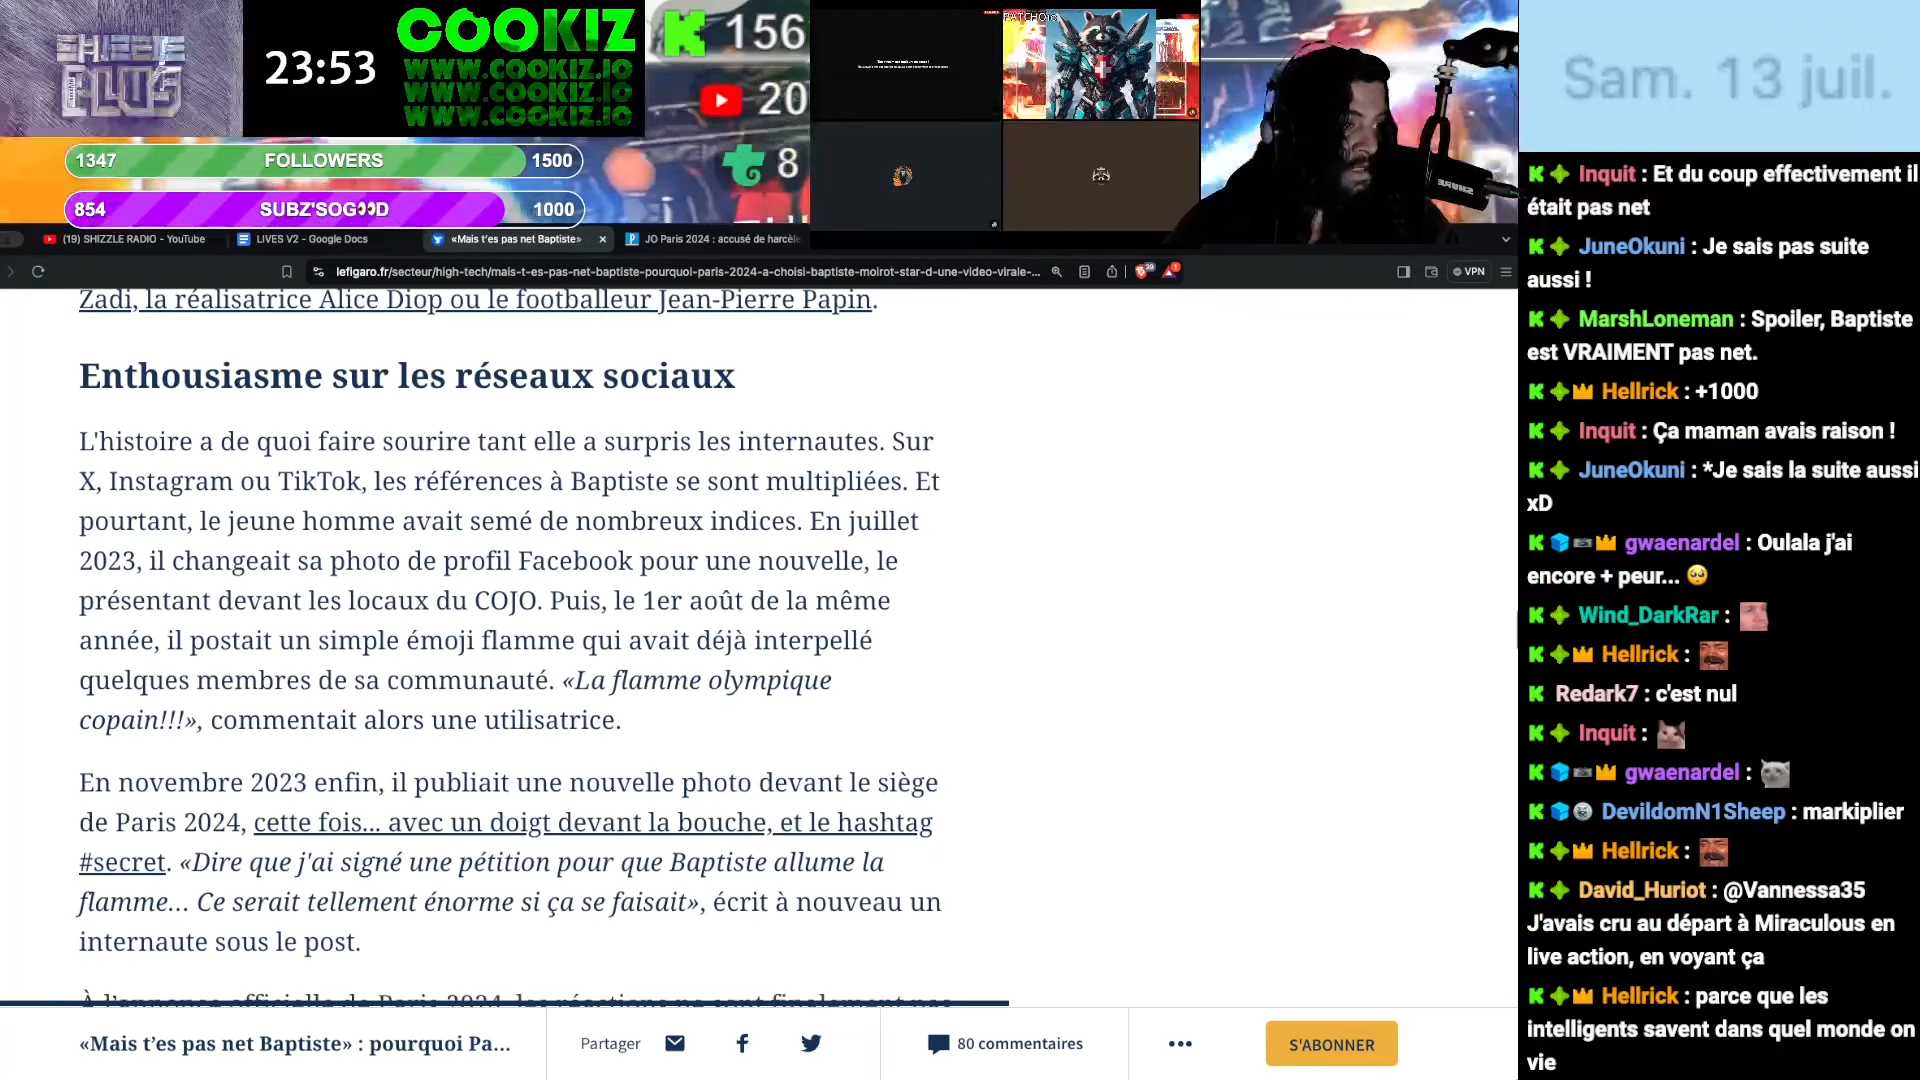 SHIZZLE
PLUS
23:53
COOKIZ
WWW.COOKIZ.IO
WWW.COOKIZ.IO
WWW.COOKIZ.IO
156
20
8
1347 FOLLOWERS 1500
854 SUBZ'SOG👀D 1000
Sam. 13 juil.
(19) SHIZZLE RADIO - YouTube
LIVES V2 - Google Docs
«Mais t'es pas net Baptiste»
JO Paris 2024 : accusé de harcèle
lefigaro.fr/secteur/high-tech/mais-t-es-pas-net-baptiste-pourquoi-paris-2024-a-choisi-baptiste-moirot-star-d-une-video-virale-...
VPN
Zadi, la réalisatrice Alice Diop ou le footballeur Jean-Pierre Papin.
Enthousiasme sur les réseaux sociaux
L'histoire a de quoi faire sourire tant elle a surpris les internautes. Sur
X, Instagram ou TikTok, les références à Baptiste se sont multipliées. Et
pourtant, le jeune homme avait semé de nombreux indices. En juillet
2023, il changeait sa photo de profil Facebook pour une nouvelle, le
présentant devant les locaux du COJO. Puis, le 1er août de la même
année, il postait un simple émoji flamme qui avait déjà interpellé
quelques membres de sa communauté. «La flamme olympique
copain!!!», commentait alors une utilisatrice.
En novembre 2023 enfin, il publiait une nouvelle photo devant le siège
de Paris 2024, cette fois... avec un doigt devant la bouche, et le hashtag
#secret. «Dire que j'ai signé une pétition pour que Baptiste allume la
flamme... Ce serait tellement énorme si ça se faisait», écrit à nouveau un
internaute sous le post.
À l'annonce officielle de Paris 2024, les réactions ne sont finalement pas
«Mais t’es pas net Baptiste» : pourquoi Pa...
Partager
80 commentaires
S'ABONNER
Inquit : Et du coup effectivement il
était pas net
JuneOkuni : Je sais pas suite
aussi !
MarshLoneman : Spoiler, Baptiste
est VRAIMENT pas net.
Hellrick : +1000
Inquit : Ça maman avais raison !
JuneOkuni : *Je sais la suite aussi
xD
gwaenardel : Oulala j'ai
encore + peur... 🥺
Wind_DarkRar :
Hellrick :
Redark7 : c'est nul
Inquit :
gwaenardel :
DevildomN1Sheep : markiplier
Hellrick :
David_Huriot : @Vannessa35
J'avais cru au départ à Miraculous en
live action, en voyant ça
Hellrick : parce que les
intelligents savent dans quel monde on
vie